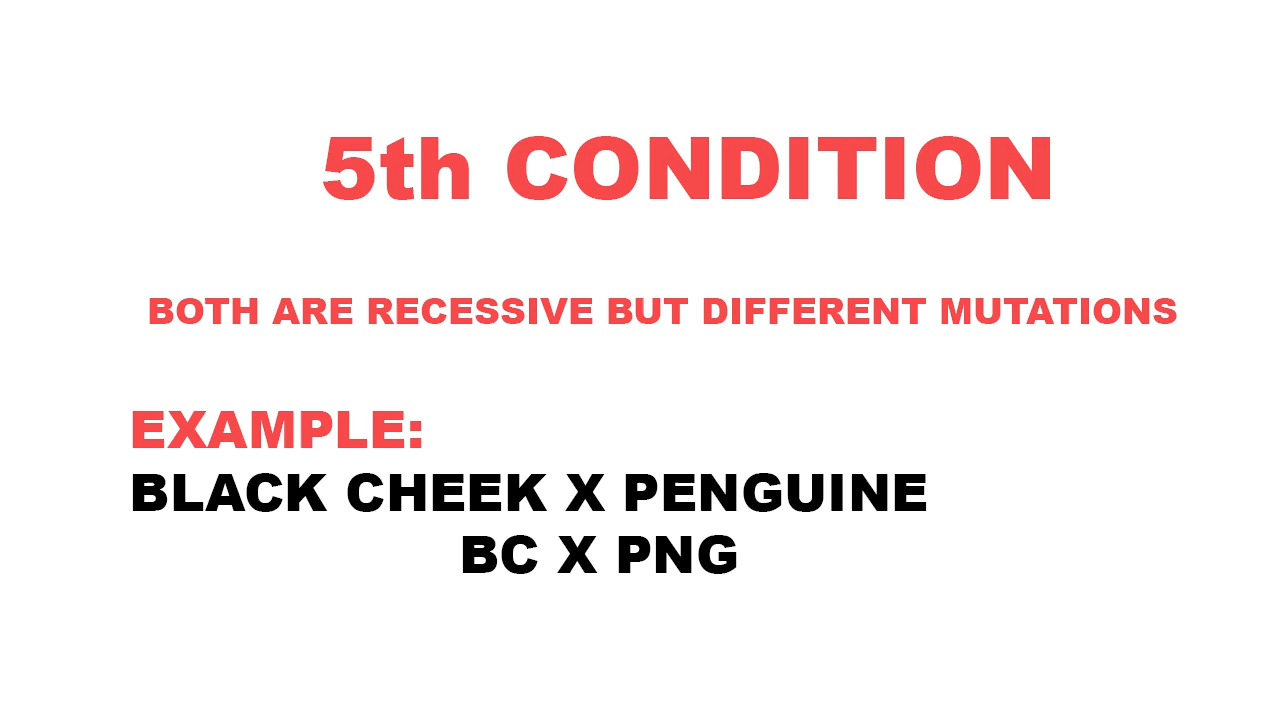 5th CONDITION
BOTH ARE RECESSIVE BUT DIFFERENT MUTATIONS
EXAMPLE:
BLACK CHEEK X PENGUINE
BC X PNG